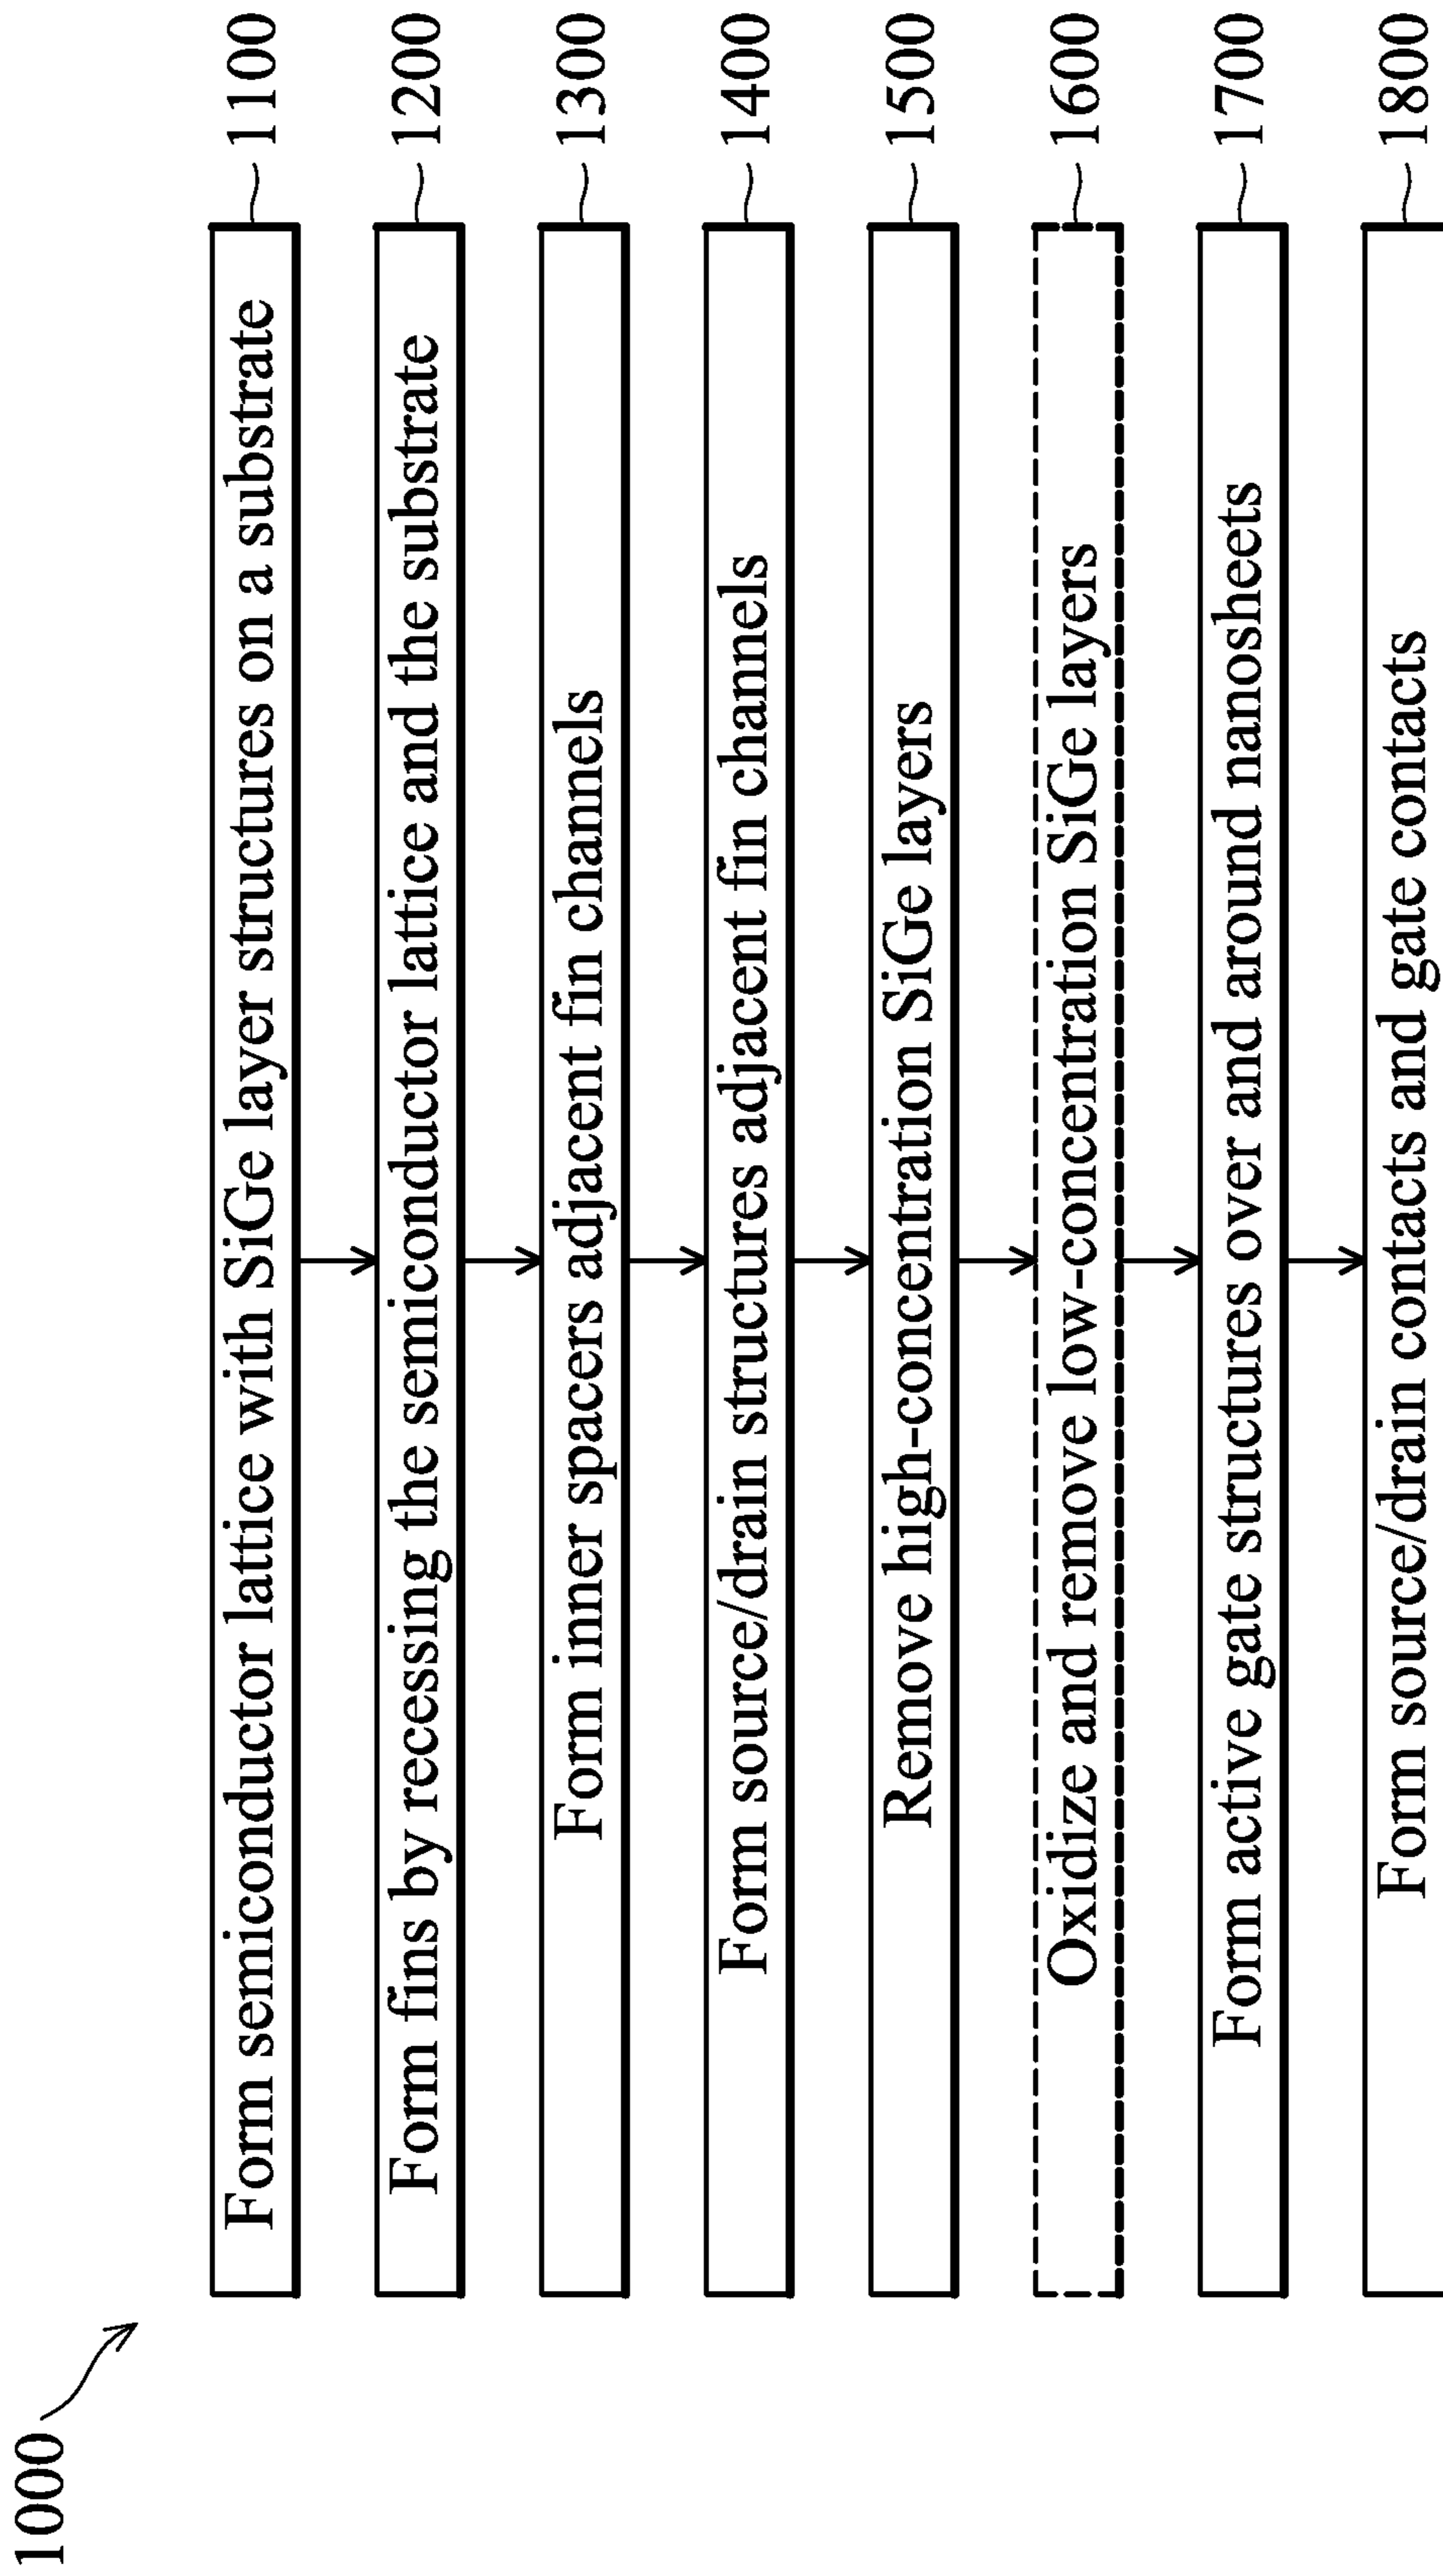 1000
Form semiconductor lattice with SiGe layer structures on a substrate 1100
Form fins by recessing the semiconductor lattice and the substrate 1200
Form inner spacers adjacent fin channels 1300
Form source/drain structures adjacent fin channels 1400
Remove high-concentration SiGe layers 1500
Oxidize and remove low-concentration SiGe layers 1600
Form active gate structures over and around nanosheets 1700
Form source/drain contacts and gate contacts 1800